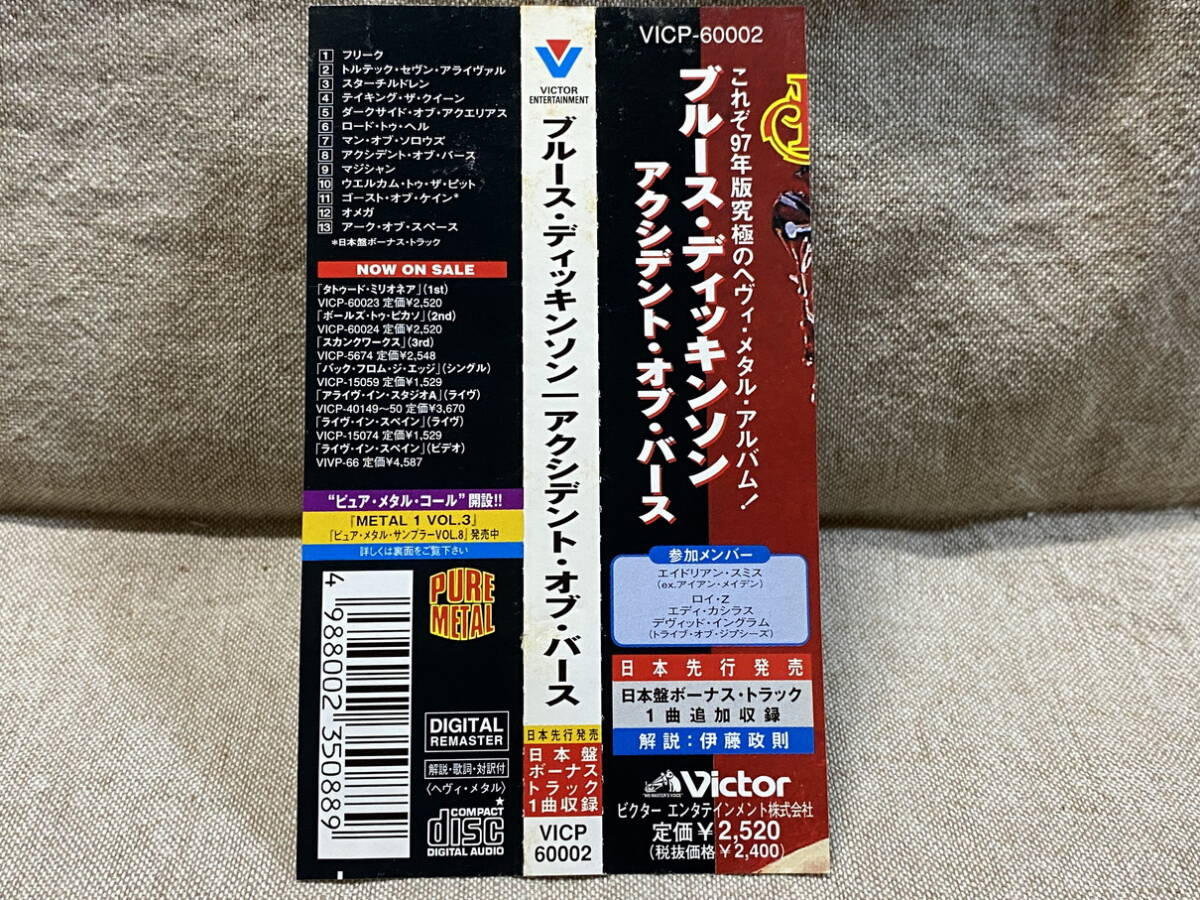 1 フリーク
2 トルテック・セヴン・アライヴァル
3 スターチルドレン
4 テイキング・ザ・クイーン
5 ダークサイド・オブ・アクエリアス
6 ロード・トゥ・ヘル
7 マン・オブ・ソロウズ
8 アクシデント・オブ・バース
9 マジシャン
10 ウエルカム・トゥ・ザ・ピット
11 ゴースト・オブ・ケイン*
12 オメガ
13 アーク・オブ・スペース
*日本盤ボーナス・トラック
NOW ON SALE
「タトゥード・ミリオネア」(1st)
VICP-60023 定価¥2,520
「ボールズ・トゥ・ピカソ」(2nd)
VICP-60024 定価¥2,520
「スカンクワークス」(3rd)
VICP-5674 定価¥2,548
「バック・フロム・ジ・エッジ」(シングル)
VICP-15059 定価¥1,529
「アライヴ・イン・スタジオA」(ライヴ)
VICP-40149〜50 定価¥3,670
「ライヴ・イン・スペイン」(ライヴ)
VICP-15074 定価¥1,529
「ライヴ・イン・スペイン」(ビデオ)
VIVP-66 定価¥4,587
“ピュア・メタル・コール”開設!!
『METAL 1 VOL.3』
「ピュア・メタル・サンプラーVOL.8」発売中
詳しくは裏面をご覧下さい
PURE
METAL
4 988002 350889
DIGITAL
REMASTER
解説・歌詞・対訳付
〈ヘヴィ・メタル〉
COMPACT
disc
DIGITAL AUDIO
VICTOR
ENTERTAINMENT
ブルース・ディッキンソン|アクシデント・オブ・バース
日本先行発売
日本盤
ボーナス
トラック
1曲収録
VICP
60002
VICP-60002
これぞ97年版究極のヘヴィ・メタル・アルバム!
ブルース・ディッキンソン
アクシデント・オブ・バース
参加メンバー
エイドリアン・スミス
(ex.アイアン・メイデン)
ロイ・Z
エディ・カシラス
デヴィッド・イングラム
(トライブ・オブ・ジプシーズ)
日本先行発売
日本盤ボーナス・トラック
1曲追加収録
解説:伊藤政則
"HIS MASTER'S VOICE"
Victor
ビクター エンタテインメント株式会社
定価¥2,520
(税抜価格¥2,400)